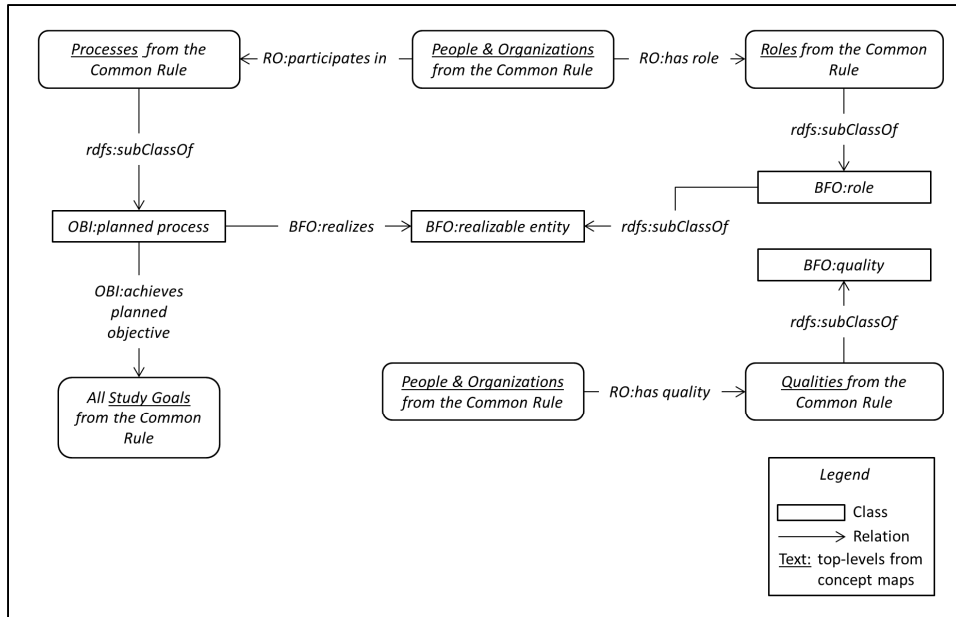 Processes from the
Common Rule
RO:participates in
People & Organizations
from the Common Rule
RO:has role
Roles from the Common
Rule
rdfs:subClassOf
rdfs:subClassOf
BFO:role
OBI:planned process
BFO:realizes
BFO:realizable entity
rdfs:subClassOf
BFO:quality
OBI:achieves
planned
objective
rdfs:subClassOf
All Study Goals
from the Common
Rule
People & Organizations
from the Common Rule
RO:has quality
Qualities from the
Common Rule
Legend
Class
Relation
Text: top-levels from
concept maps